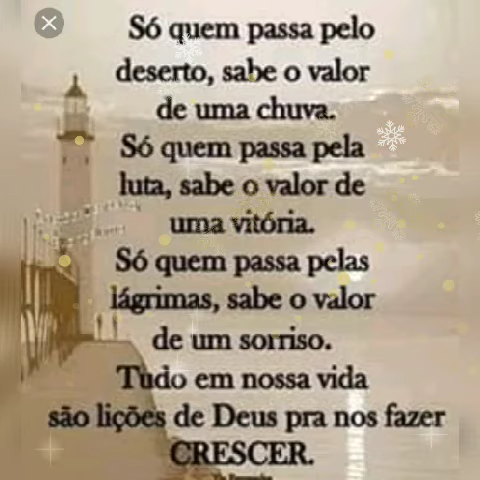 Só quem passa pelo
deserto, sabe o valor
de uma chuva.
Só quem passa pela
luta, sabe o valor de
uma vitória.
Só quem passa pelas
lágrimas, sabe o valor
de um sorriso.
Tudo em nossa vida
são lições de Deus pra nos fazer
CRESCER.